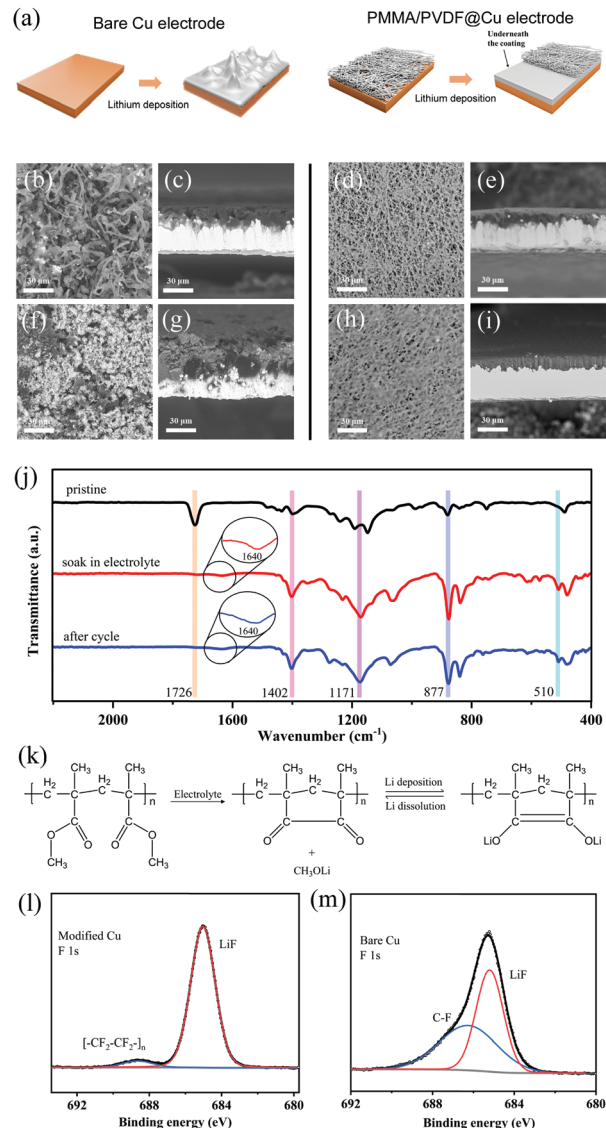 (a)
Bare Cu electrode
PMMA/PVDF@Cu electrode
Underneath
the coating
Lithium deposition
Lithium deposition
(b)
30 μm
(c)
30 μm
(d)
30 μm
(e)
30 μm
(f)
30 μm
(g)
30 μm
(h)
30 μm
(i)
30 μm
(j)
pristine
soak in electrolyte
1640
after cycle
1640
1726
1402
1171
877
510
Transmittance (a.u.)
2000
1600
1200
800
400
Wavenumber (cm⁻¹)
(k)
H₂
C
CH₃
H₂
C
CH₃
n
O
O
O
O
CH₃
CH₃
Electrolyte
H₂
C
CH₃
H₂
C
CH₃
n
O
O
+
CH₃OLi
Li deposition
Li dissolution
H₂
C
CH₃
H₂
C
CH₃
n
LiO
OLi
(l)
Modified Cu
F 1s
LiF
[-CF₂-CF₂-]ₙ
692
688
684
680
Binding energy (eV)
(m)
Bare Cu
F 1s
LiF
C-F
692
688
684
680
Binding energy (eV)